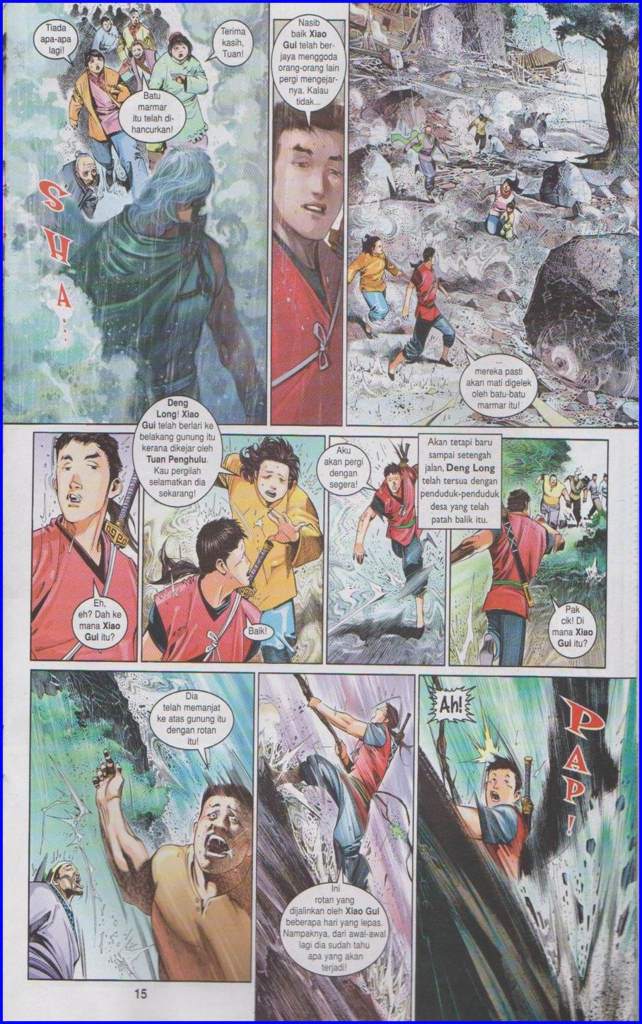 Tiada
apa-apa
lagi!
Terima
kasih,
Tuan!
Batu
marmar
itu telah di-
hancurkan!
SHA!!
Nasib
baik Xiao
Gui telah ber-
jaya menggoda
orang-orang lain
pergi mengejar-
nya. Kalau
tidak...
...
mereka pasti
akan mati digelek
oleh batu-batu
marmar itu!
Eh,
eh? Dah ke
mana Xiao
Gui itu?
Deng
Long! Xiao
Gui telah berlari ke
belakang gunung itu
kerana dikejar oleh
Tuan Penghulu.
Kau pergilah
selamatkan dia
sekarang!
Baik!
Aku
akan pergi
dengan
segera!
Akan tetapi baru
sampai setengah
jalan, Deng Long
telah tersua dengan
penduduk-penduduk
desa yang telah
patah balik itu.
Pak
cik! Di
mana Xiao
Gui itu?
Dia
telah memanjat
ke atas gunung itu
dengan rotan
itu!
Ini
rotan yang
dijalinkan oleh Xiao Gui
beberapa hari yang lepas.
Nampaknya, dari awal-awal
lagi dia sudah tahu
apa yang akan
terjadi!
Ah!
PAP!
15